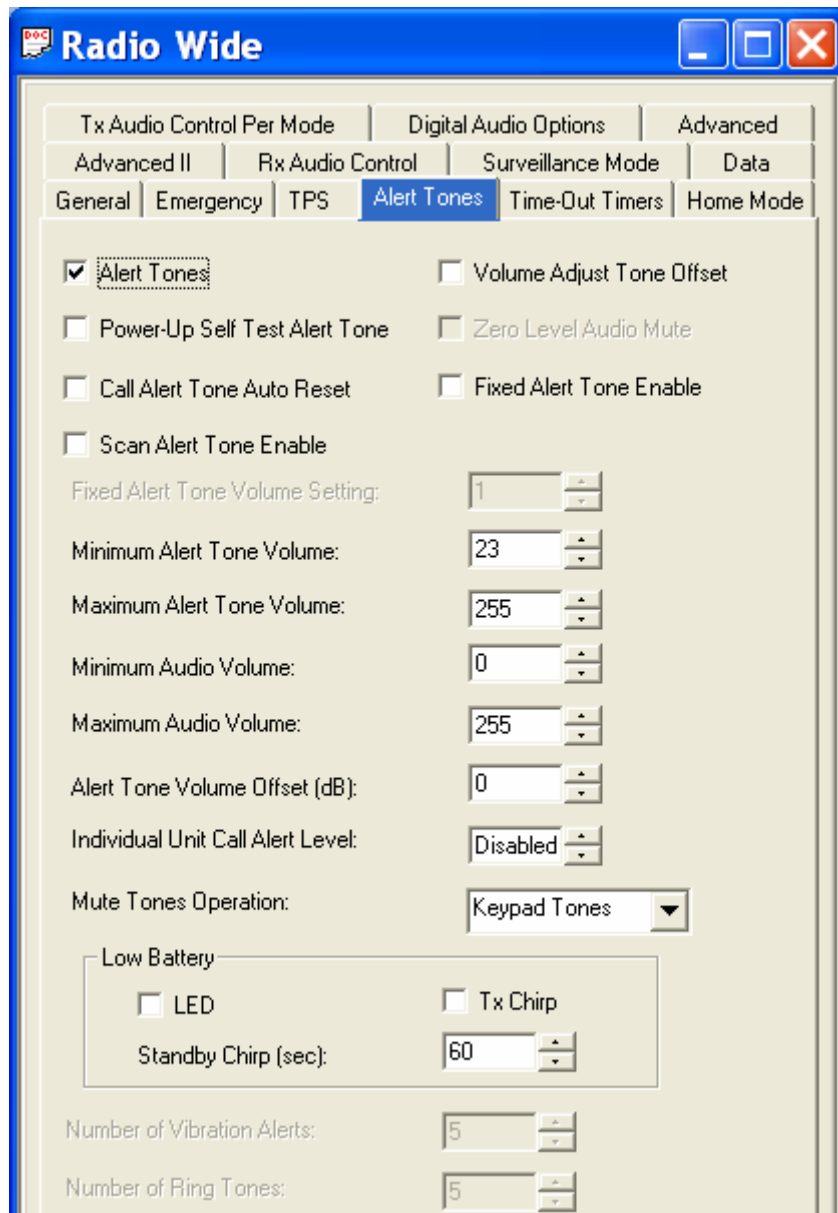 DOC
Radio Wide
Tx Audio Control Per Mode Digital Audio Options Advanced
Advanced II Rx Audio Control Surveillance Mode Data
General Emergency TPS Alert Tones Time-Out Timers Home Mode
Alert Tones Volume Adjust Tone Offset
Power-Up Self Test Alert Tone Zero Level Audio Mute
Call Alert Tone Auto Reset Fixed Alert Tone Enable
Scan Alert Tone Enable
Fixed Alert Tone Volume Setting: 1
Minimum Alert Tone Volume: 23
Maximum Alert Tone Volume: 255
Minimum Audio Volume: 0
Maximum Audio Volume: 255
Alert Tone Volume Offset (dB): 0
Individual Unit Call Alert Level: Disabled
Mute Tones Operation: Keypad Tones
Low Battery
LED Tx Chirp
Standby Chirp (sec): 60
Number of Vibration Alerts: 5
Number of Ring Tones: 5